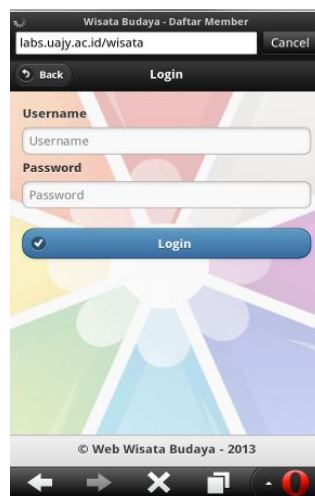 Wisata Budaya - Daftar Member
labs.uajy.ac.id/wisata Cancel
Back Login
Username
Username
Password
Password
Login
© Web Wisata Budaya - 2013